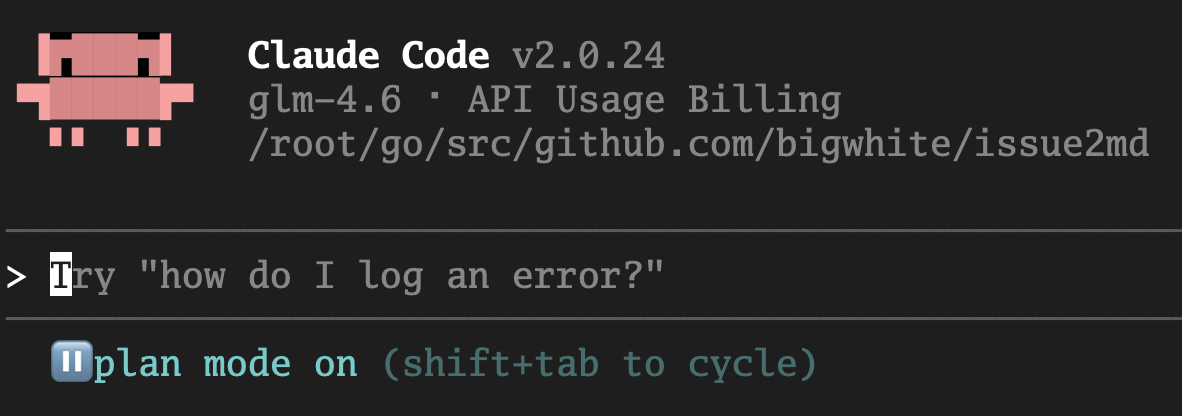 Claude Code v2.0.24
glm-4.6 · API Usage Billing
/root/go/src/github.com/bigwhite/issue2md
> Try "how do I log an error?"
⏸plan mode on (shift+tab to cycle)